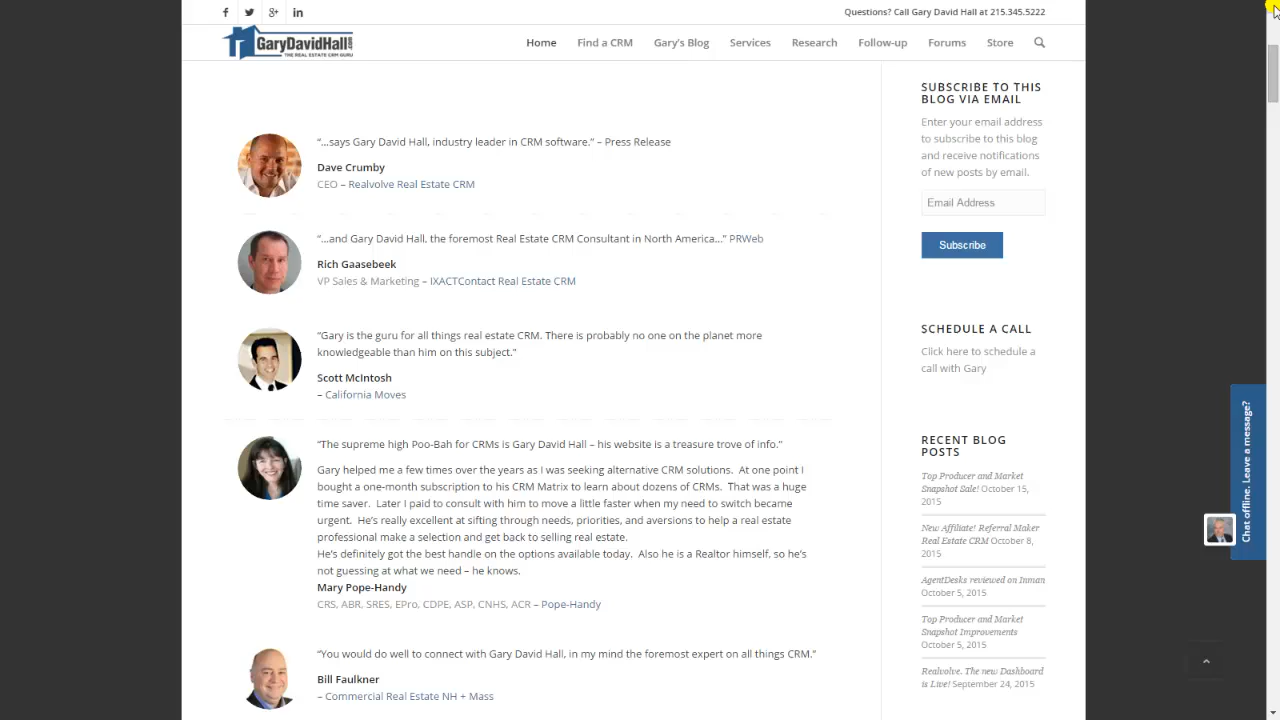 Questions? Call Gary David Hall at 215.345.5222
GaryDavidHall.com
THE REAL ESTATE CRM GURU
Home Find a CRM Gary's Blog Services Research Follow-up Forums Store
“...says Gary David Hall, industry leader in CRM software.” – Press Release
Dave Crumby
CEO – Realvolve Real Estate CRM
“...and Gary David Hall, the foremost Real Estate CRM Consultant in North America...” PRWeb
Rich Gaasebeek
VP Sales & Marketing – IXACTContact Real Estate CRM
“Gary is the guru for all things real estate CRM. There is probably no one on the planet more
knowledgeable than him on this subject.”
Scott McIntosh
– California Moves
“The supreme high Poo-Bah for CRMs is Gary David Hall – his website is a treasure trove of info.”
Gary helped me a few times over the years as I was seeking alternative CRM solutions. At one point I
bought a one-month subscription to his CRM Matrix to learn about dozens of CRMs. That was a huge
time saver. Later I paid to consult with him to move a little faster when my need to switch became
urgent. He's really excellent at sifting through needs, priorities, and aversions to help a real estate
professional make a selection and get back to selling real estate.
He's definitely got the best handle on the options available today. Also he is a Realtor himself, so he's
not guessing at what we need – he knows.
Mary Pope-Handy
CRS, ABR, SRES, EPro, CDPE, ASP, CNHS, ACR – Pope-Handy
“You would do well to connect with Gary David Hall, in my mind the foremost expert on all things CRM.”
Bill Faulkner
– Commercial Real Estate NH + Mass
SUBSCRIBE TO THIS
BLOG VIA EMAIL
Enter your email address
to subscribe to this blog
and receive notifications
of new posts by email.
Email Address
Subscribe
SCHEDULE A CALL
Click here to schedule a
call with Gary
RECENT BLOG
POSTS
Top Producer and Market
Snapshot Sale! October 15,
2015
New Affiliate! Referral Maker
Real Estate CRM October 8,
2015
AgentDesks reviewed on Inman
October 5, 2015
Top Producer and Market
Snapshot Improvements
October 5, 2015
Realvolve. The new Dashboard
is Live! September 24, 2015
Chat offline. Leave a message?